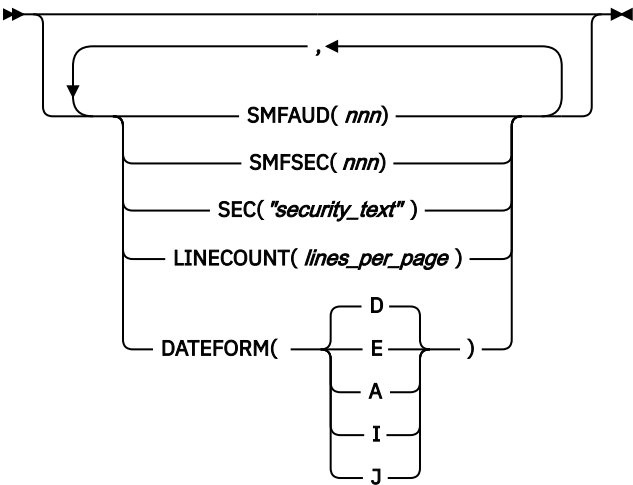 ,
SMFAUD( nnn)
SMFSEC( nnn)
SEC( "security_text" )
LINECOUNT( lines_per_page )
D
DATEFORM( E )
A
I
J